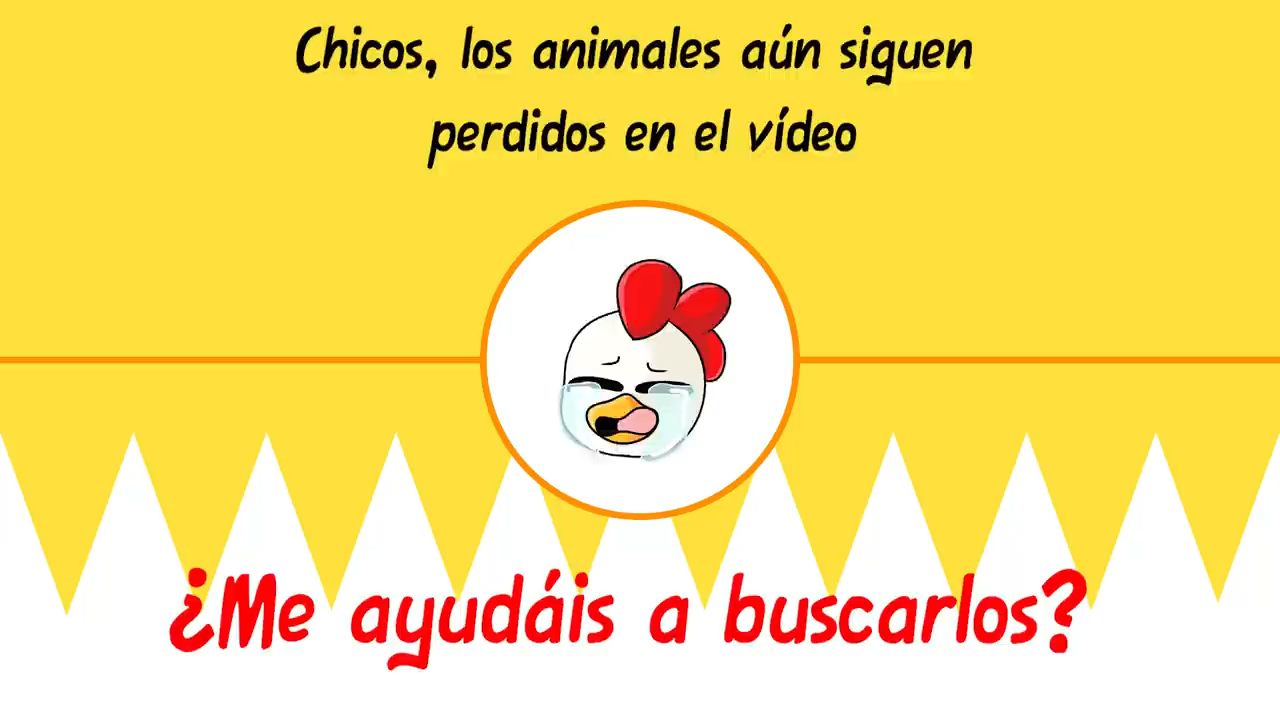 Chicos, los animales aún siguen
perdidos en el vídeo
¿Me ayudáis a buscarlos?